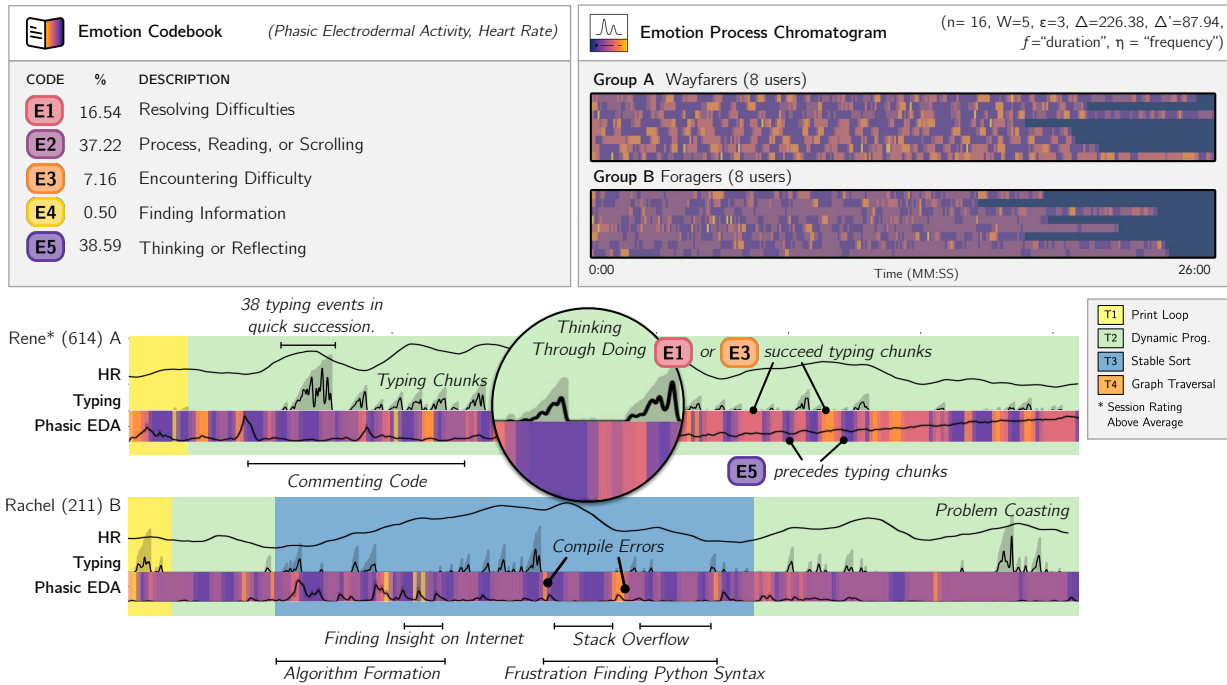 Emotion Codebook
(Phasic Electrodermal Activity, Heart Rate)
CODE % DESCRIPTION
E1 16.54 Resolving Difficulties
E2 37.22 Process, Reading, or Scrolling
E3 7.16 Encountering Difficulty
E4 0.50 Finding Information
E5 38.59 Thinking or Reflecting
Emotion Process Chromatogram
(n= 16, W=5, ε=3, Δ=226.38, Δ'=87.94,
f="duration", η = "frequency")
Group A Wayfarers (8 users)
Group B Foragers (8 users)
0:00 Time (MM:SS) 26:00
38 typing events in
quick succession.
Rene* (614) A
HR
Typing
Phasic EDA
Typing Chunks
Thinking
Through Doing
E1 or E3 succeed typing chunks
E5 precedes typing chunks
Commenting Code
T1 Print Loop
T2 Dynamic Prog.
T3 Stable Sort
T4 Graph Traversal
* Session Rating
Above Average
Rachel (211) B
HR
Typing
Phasic EDA
Compile Errors
Problem Coasting
Finding Insight on Internet
Stack Overflow
Algorithm Formation
Frustration Finding Python Syntax